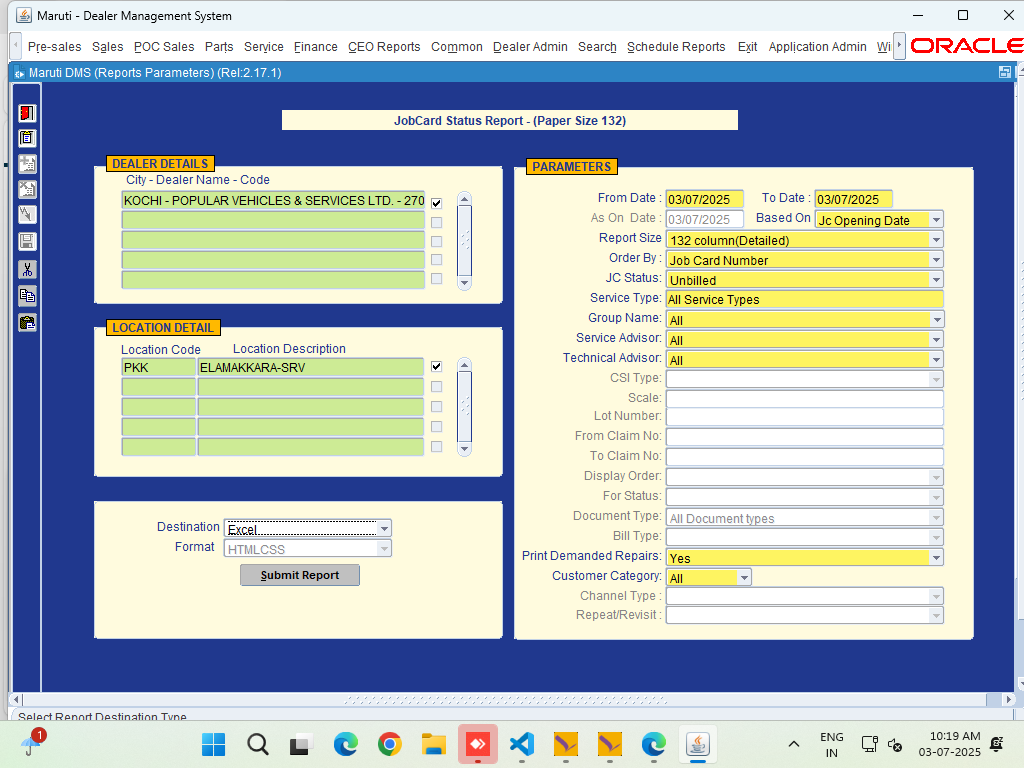 Maruti - Dealer Management System
Pre-sales Sales POC Sales Parts Service Finance CEO Reports Common Dealer Admin Search Schedule Reports Exit Application Admin Wi ORACLE
Maruti DMS (Reports Parameters) (Rel:2.17.1)
JobCard Status Report - (Paper Size 132)
DEALER DETAILS
City - Dealer Name - Code
KOCHI - POPULAR VEHICLES & SERVICES LTD. - 270
LOCATION DETAIL
Location Code Location Description
PKK ELAMAKKARA-SRV
Destination Excel
Format HTMLCSS
Submit Report
PARAMETERS
From Date : 03/07/2025 To Date : 03/07/2025
As On Date : 03/07/2025 Based On Jc Opening Date
Report Size 132 column(Detailed)
Order By : Job Card Number
JC Status: Unbilled
Service Type: All Service Types
Group Name: All
Service Advisor: All
Technical Advisor: All
CSI Type:
Scale:
Lot Number:
From Claim No:
To Claim No:
Display Order:
For Status:
Document Type: All Document types
Bill Type:
Print Demanded Repairs: Yes
Customer Category: All
Channel Type :
Repeat/Revisit :
Select Report Destination Type
1
ENG
IN
10:19 AM
03-07-2025